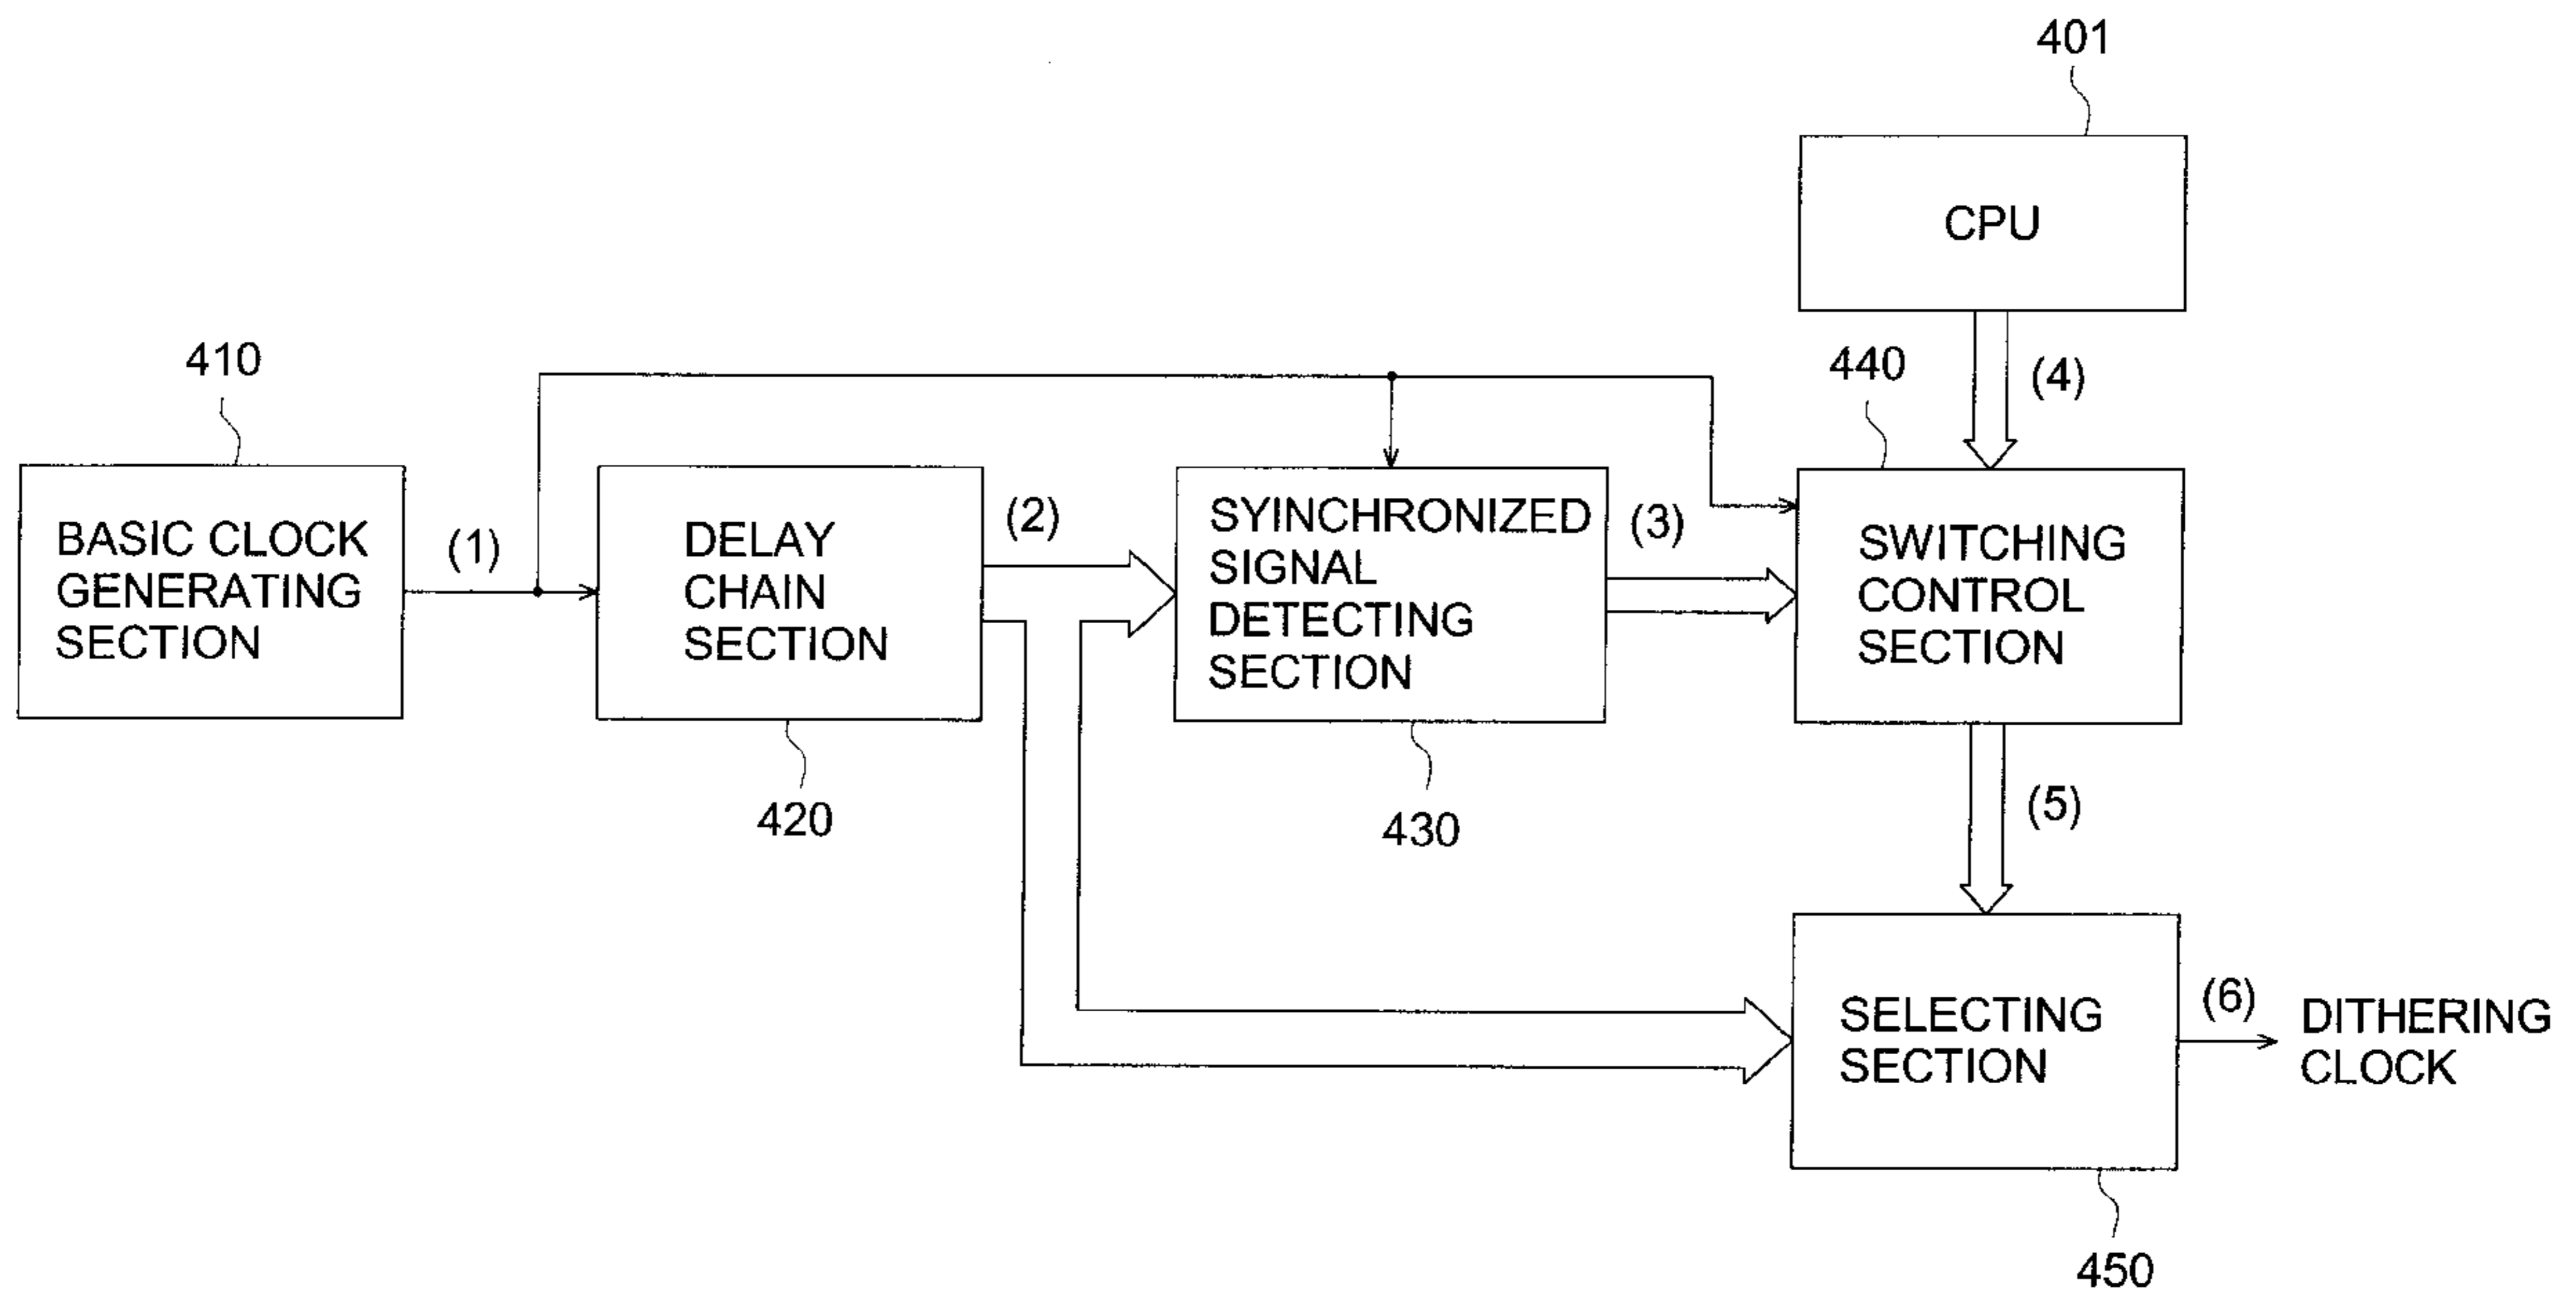 401
CPU
410
440
(4)
BASIC CLOCK
GENERATING
SECTION
(1)
DELAY
CHAIN
SECTION
(2)
SYINCHRONIZED
SIGNAL
DETECTING
SECTION
(3)
SWITCHING
CONTROL
SECTION
420
430
(5)
SELECTING
SECTION
(6)
DITHERING
CLOCK
450